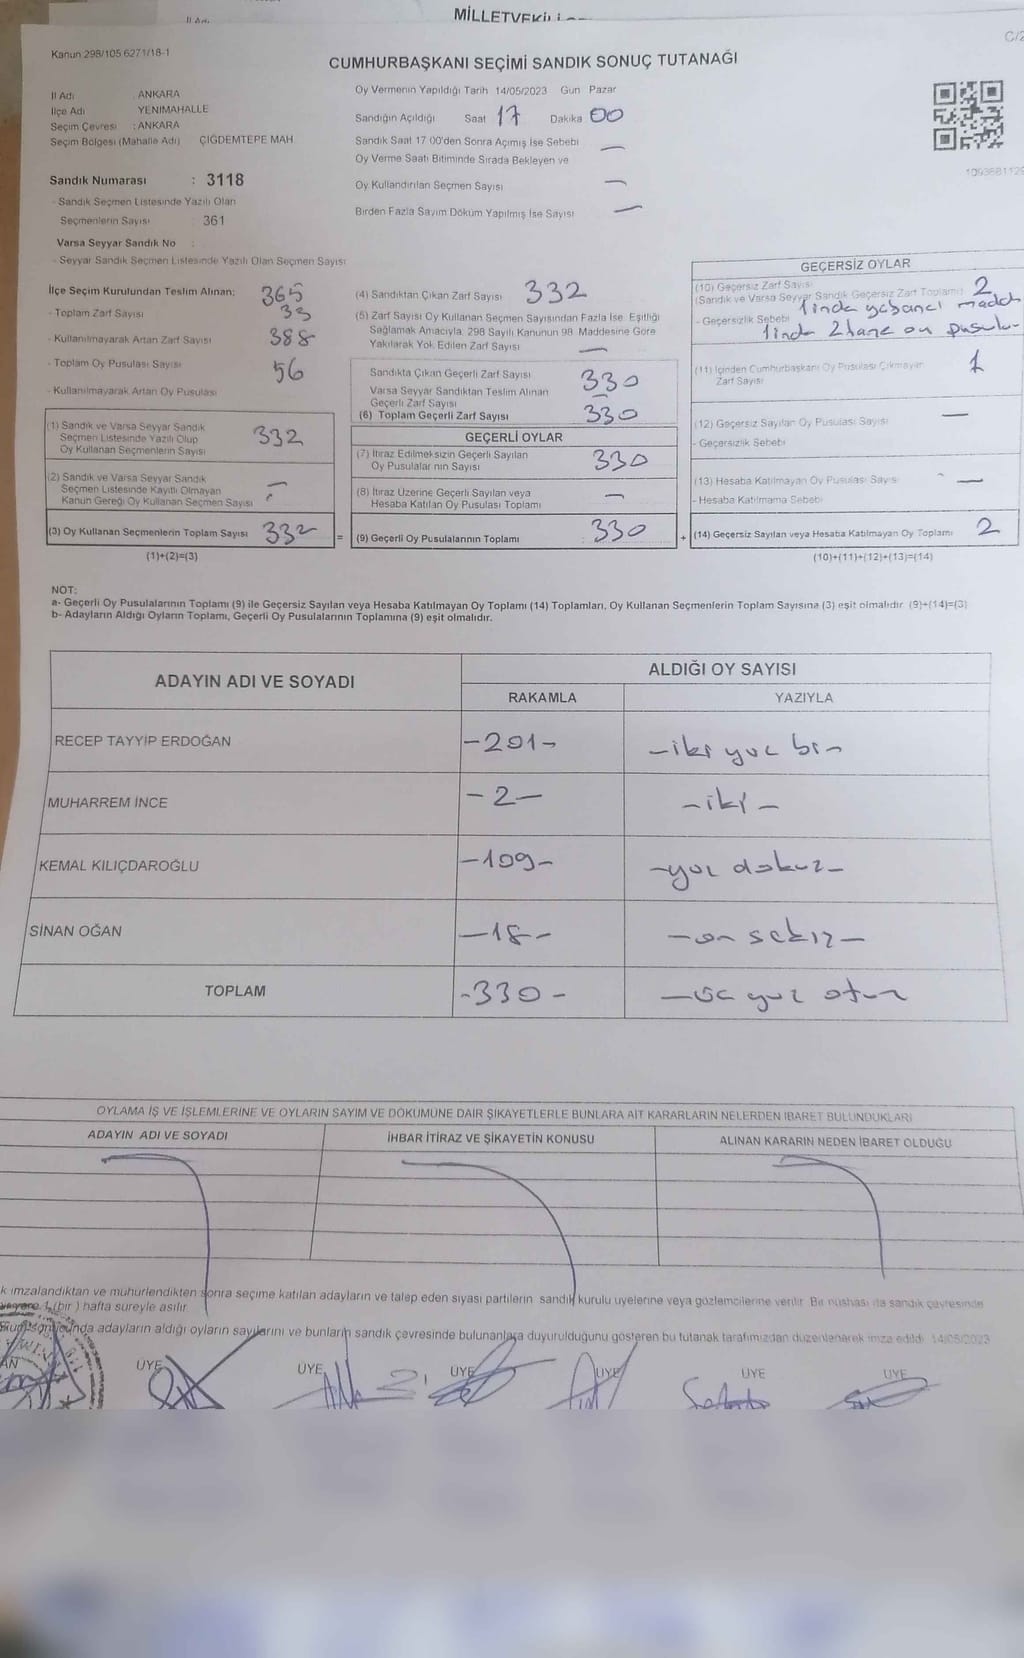 MİLLETVEKİLİ
Kanun 298/105 6271/18-1
CUMHURBAŞKANI SEÇİMİ SANDIK SONUÇ TUTANAĞI
İl Adı : ANKARA
İlçe Adı YENİMAHALLE
Seçim Çevresi : ANKARA
Seçim Bölgesi (Mahalle Adı) ÇİĞDEMTEPE MAH.
Sandık Numarası : 3118
- Sandık Seçmen Listesinde Yazılı Olan
Seçmenlerin Sayısı : 361
Varsa Seyyar Sandık No :
- Seyyar Sandık Seçmen Listesinde Yazılı Olan Seçmen Sayısı
Oy Vermenin Yapıldığı Tarih 14/05/2023 Gün Pazar
Sandığın Açıldığı Saat 17 Dakika 00
Sandık Saat 17 00'den Sonra Açımış İse Sebebi —
Oy Verme Saati Bitiminde Sırada Bekleyen ve
Oy Kullandırılan Seçmen Sayısı —
Birden Fazla Sayım Döküm Yapılmış İse Sayısı —
İlçe Seçim Kurulundan Teslim Alınan; 365
- Toplam Zarf Sayısı 33
- Kullanılmayarak Artan Zarf Sayısı 388
- Toplam Oy Pusulası Sayısı 56
- Kullanılmayarak Artan Oy Pusulası
(1) Sandık ve Varsa Seyyar Sandık
Seçmen Listesinde Yazılı Olup
Oy Kullanan Seçmenlerin Sayısı 332
(2) Sandık ve Varsa Seyyar Sandık
Seçmen Listesinde Kayıtlı Olmayan
Kanun Gereği Oy Kullanan Seçmen Sayısı —
(3) Oy Kullanan Seçmenlerin Toplam Sayısı 332
(1)+(2)=(3)
(4) Sandıktan Çıkan Zarf Sayısı 332
(5) Zarf Sayısı Oy Kullanan Seçmen Sayısından Fazla İse Eşitliği
Sağlamak Amacıyla 298 Sayılı Kanunun 98. Maddesine Göre
Yakılarak Yok Edilen Zarf Sayısı —
Sandıkta Çıkan Geçerli Zarf Sayısı 330
Varsa Seyyar Sandıktan Teslim Alınan
Geçerli Zarf Sayısı —
(6) Toplam Geçerli Zarf Sayısı 330
GEÇERLİ OYLAR
(7) İtiraz Edilmeksizin Geçerli Sayılan
Oy Pusulalar nın Sayısı 330
(8) İtiraz Üzerine Geçerli Sayılan veya
Hesaba Katılan Oy Pusulası Toplamı —
= (9) Geçerli Oy Pusulalarının Toplamı : 330
GEÇERSİZ OYLAR
(10) Geçersiz Zarf Sayısı 2
(Sandık ve Varsa Seyyar Sandık Geçersiz Zarf Toplamı)
- Geçersizlik Sebebi 1inda yabancı madd
1inda 2tane oy pusula
(11) İçinden Cumhurbaşkanı Oy Pusulası Çıkmayan
Zarf Sayısı 1
(12) Geçersiz Sayılan Oy Pusulası Sayısı —
- Geçersizlik Sebebi
(13) Hesaba Katılmayan Oy Pusulası Sayısı —
- Hesaba Katılmama Sebebi
+ (14) Geçersiz Sayılan veya Hesaba Katılmayan Oy Toplamı 2
(10)+(11)+(12)+(13)=(14)
NOT:
a- Geçerli Oy Pusulalarının Toplamı (9) ile Geçersiz Sayılan veya Hesaba Katılmayan Oy Toplamı (14) Toplamları, Oy Kullanan Seçmenlerin Toplam Sayısına (3) eşit olmalıdır (9)+(14)=(3)
b- Adayların Aldığı Oyların Toplamı, Geçerli Oy Pusulalarının Toplamına (9) eşit olmalıdır.
ADAYIN ADI VE SOYADI ALDIĞI OY SAYISI
RAKAMLA YAZIYLA
RECEP TAYYİP ERDOĞAN -201- -iki yuz bir-
MUHARREM İNCE -2- -iki-
KEMAL KILIÇDAROĞLU -109- -yuz dokuz-
SİNAN OĞAN -18- -on sekiz-
TOPLAM -330- -üc yuz otuz
OYLAMA İŞ VE İŞLEMLERİNE VE OYLARIN SAYIM VE DÖKÜMÜNE DAİR ŞİKAYETLERLE BUNLARA AİT KARARLARIN NELERDEN İBARET BULUNDUKLARI
ADAYIN ADI VE SOYADI İHBAR İTİRAZ VE ŞİKAYETİN KONUSU ALINAN KARARIN NEDEN İBARET OLDUĞU
k imzalandıktan ve mühürlendikten sonra seçime katılan adayların ve talep eden siyasi partilerin sandık kurulu üyelerine veya gözlemcilerine verilir. Bir nüshası da sandık çevresinde
1 (bir ) hafta süreyle asılır
adayların aldığı oyların sayılarını ve bunların sandık çevresinde bulunanlara duyurulduğunu gösteren bu tutanak tarafımızdan düzenlenerek imza edildi 14/05/2023
ÜYE ÜYE ÜYE ÜYE ÜYE ÜYE